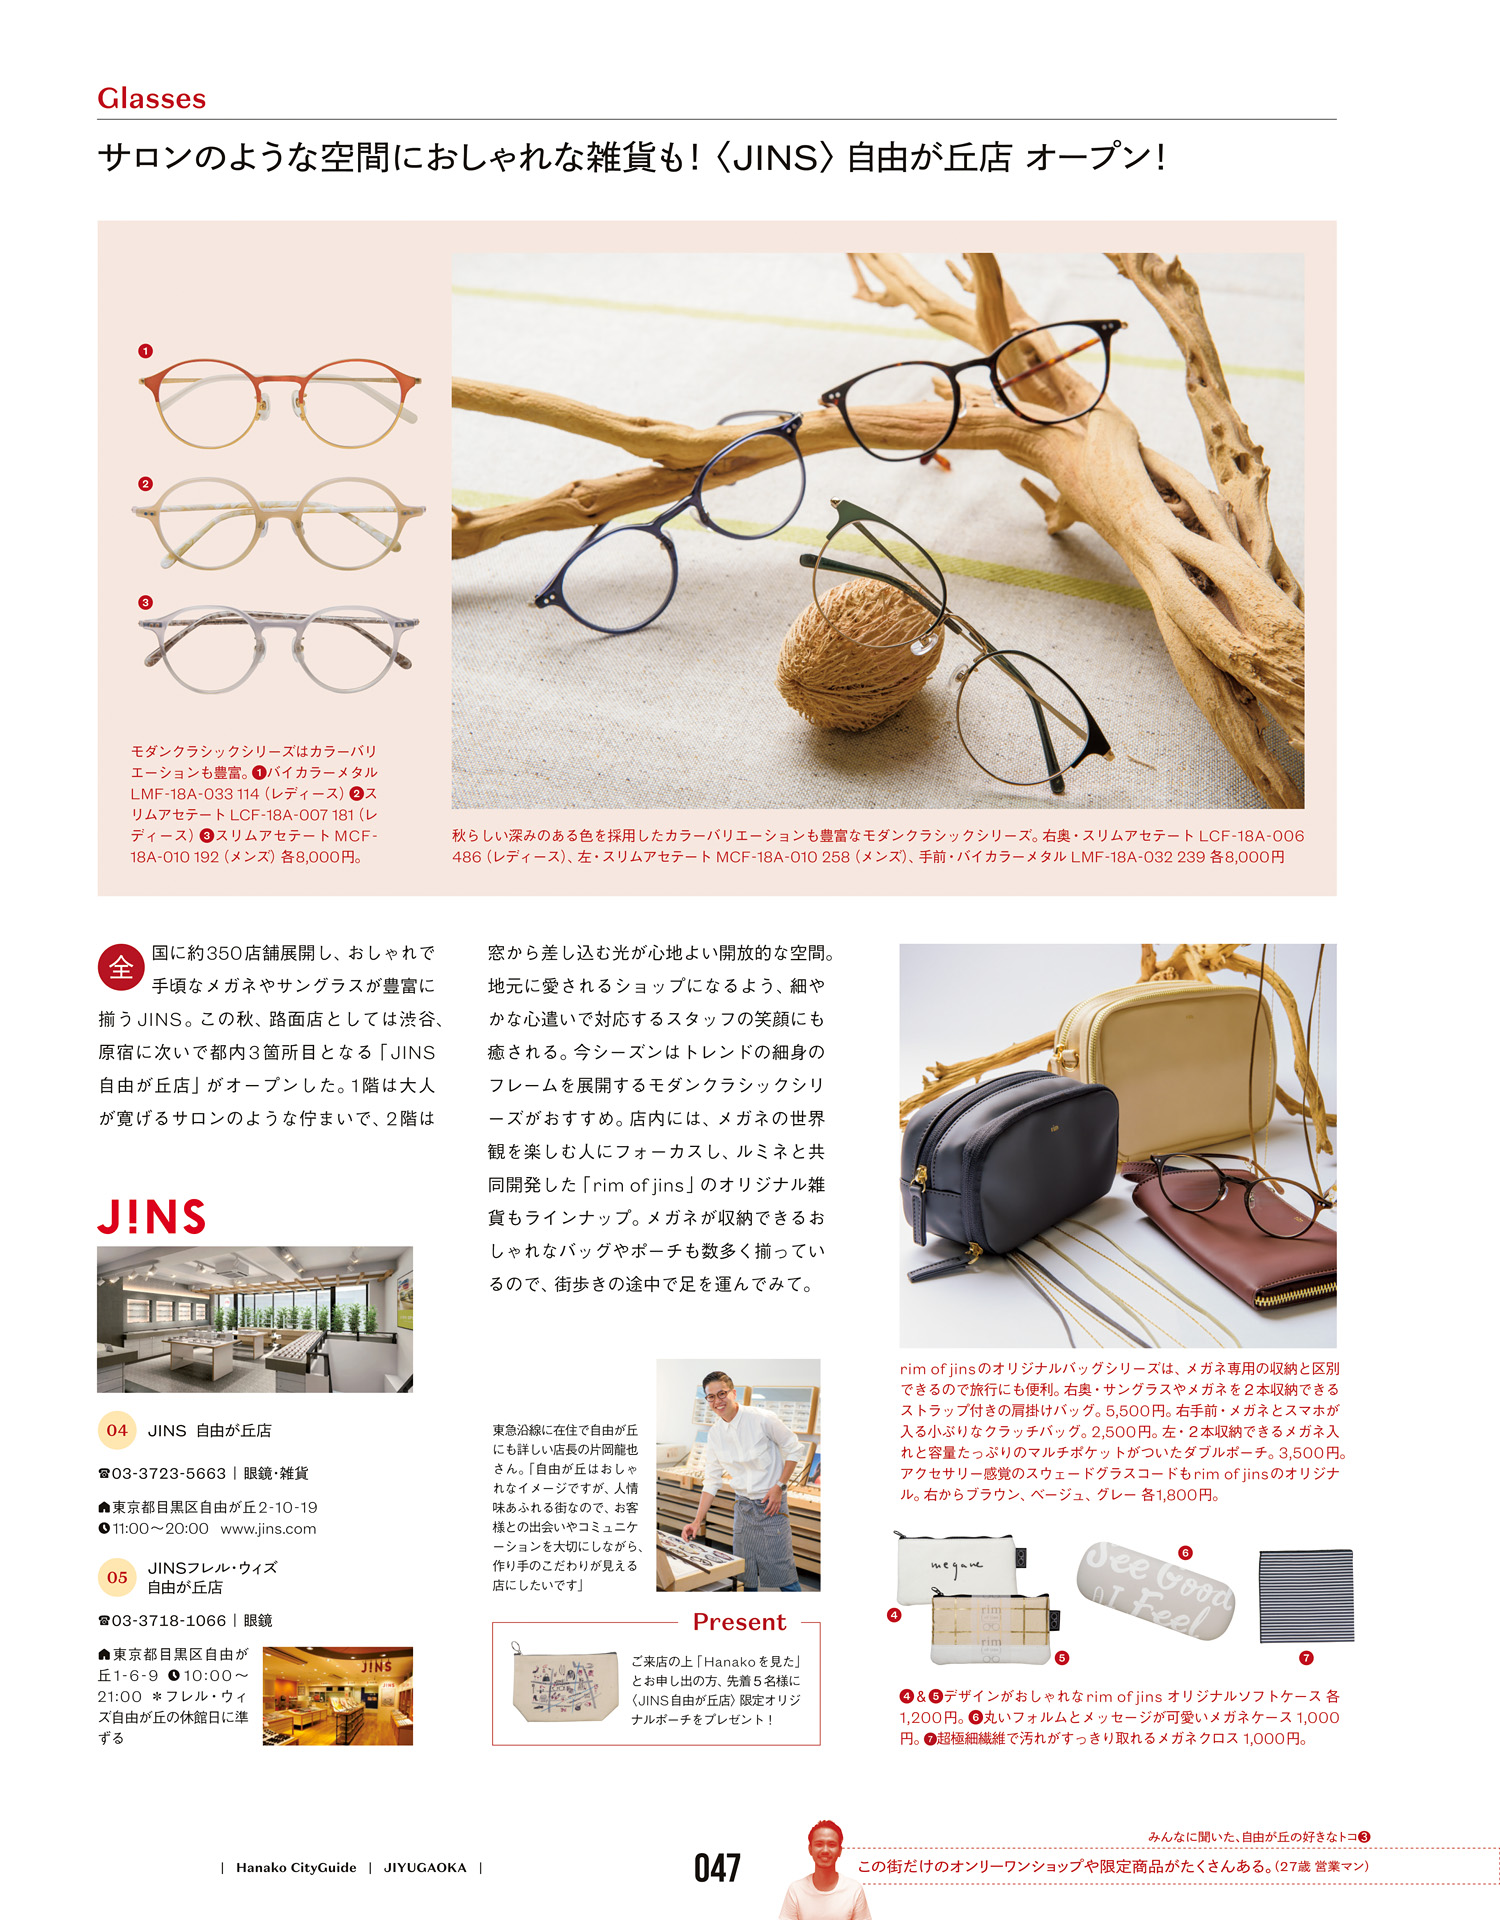 Glasses
サロンのような空間におしゃれな雑貨も！〈JINS〉自由が丘店 オープン！
1
2
3
モダンクラシックシリーズはカラーバリ
エーションも豊富。❶バイカラーメタル
LMF-18A-033 114（レディース）❷ス
リムアセテート LCF-18A-007 181（レ
ディース）❸スリムアセテート MCF-
18A-010 192（メンズ）各8,000円。
秋らしい深みのある色を採用したカラーバリエーションも豊富なモダンクラシックシリーズ。右奥・スリムアセテート LCF-18A-006
486（レディース）、左・スリムアセテート MCF-18A-010 258（メンズ）、手前・バイカラーメタル LMF-18A-032 239 各8,000円
全国に約350店舗展開し、おしゃれで
手頃なメガネやサングラスが豊富に
揃うJINS。この秋、路面店としては渋谷、
原宿に次いで都内3箇所目となる「JINS
自由が丘店」がオープンした。1階は大人
が寛げるサロンのような佇まいで、2階は
窓から差し込む光が心地よい開放的な空間。
地元に愛されるショップになるよう、細や
かな心遣いで対応するスタッフの笑顔にも
癒される。今シーズンはトレンドの細身の
フレームを展開するモダンクラシックシリ
ーズがおすすめ。店内には、メガネの世界
観を楽しむ人にフォーカスし、ルミネと共
同開発した「rim of jins」のオリジナル雑
貨もラインナップ。メガネが収納できるお
しゃれなバッグやポーチも数多く揃ってい
るので、街歩きの途中で足を運んでみて。
J!NS
04 JINS 自由が丘店
☎03-3723-5663｜眼鏡・雑貨
東京都目黒区自由が丘2-10-19
11:00〜20:00 www.jins.com
05 JINSフレル・ウィズ
自由が丘店
☎03-3718-1066｜眼鏡
東京都目黒区自由が
丘1-6-9 10:00〜
21:00 ＊フレル・ウィ
ズ自由が丘の休館日に準
ずる
J!NS
東急沿線に在住で自由が丘
にも詳しい店長の片岡龍也
さん。「自由が丘はおしゃ
れなイメージですが、人情
味あふれる街なので、お客
様との出会いやコミュニケ
ーションを大切にしながら、
作り手のこだわりが見える
店にしたいです」
Present
ご来店の上「Hanakoを見た」
とお申し出の方、先着5名様に
〈JINS自由が丘店〉限定オリジ
ナルポーチをプレゼント！
rim of jinsのオリジナルバッグシリーズは、メガネ専用の収納と区別
できるので旅行にも便利。右奥・サングラスやメガネを2本収納できる
ストラップ付きの肩掛けバッグ。5,500円。右手前・メガネとスマホが
入る小ぶりなクラッチバッグ。2,500円。左・2本収納できるメガネ入
れと容量たっぷりのマルチポケットがついたダブルポーチ。3,500円。
アクセサリー感覚のスウェードグラスコードもrim of jinsのオリジナ
ル。右からブラウン、ベージュ、グレー 各1,800円。
megane
rim
rim
See Good
Feel
4
5
6
7
❹&❺デザインがおしゃれなrim of jins オリジナルソフトケース 各
1,200円。❻丸いフォルムとメッセージが可愛いメガネケース 1,000
円。❼超極細繊維で汚れがすっきり取れるメガネクロス 1,000円。
| Hanako CityGuide | JIYUGAOKA |
047
みんなに聞いた、自由が丘の好きなトコ❸
この街だけのオンリーワンショップや限定商品がたくさんある。（27歳 営業マン）